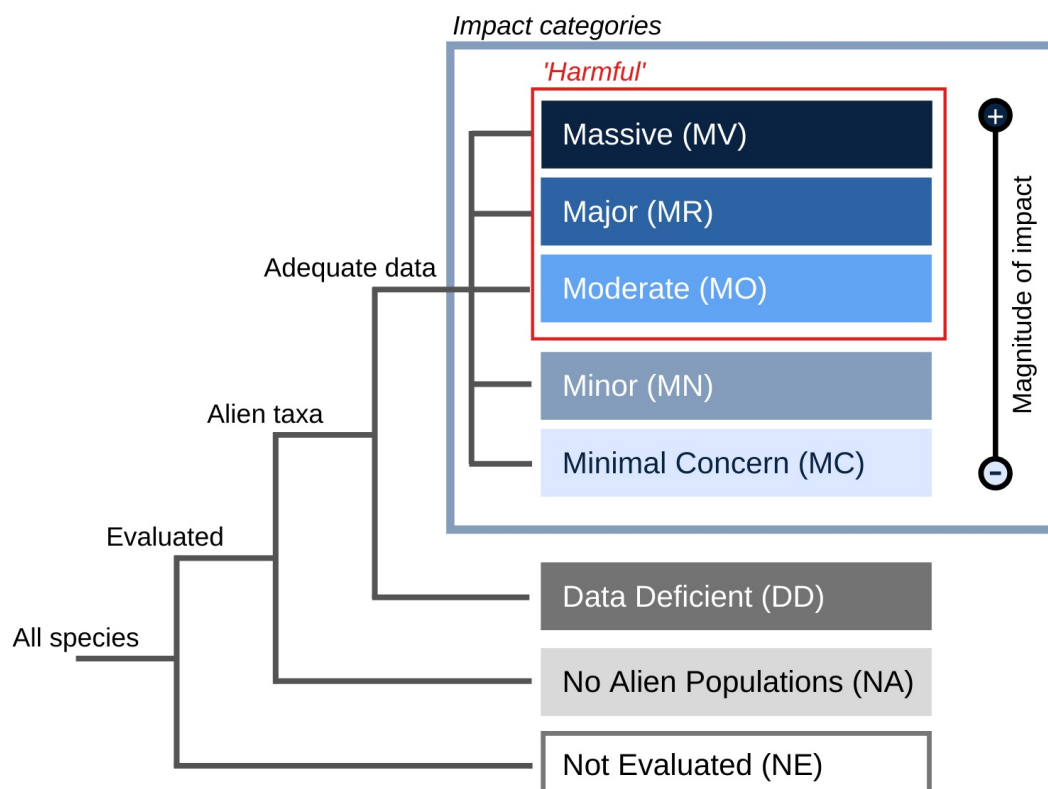 Impact categories
'Harmful'
Massive (MV)
+
Major (MR)
Adequate data
Moderate (MO)
Magnitude of impact
Minor (MN)
Alien taxa
Minimal Concern (MC)
-
Evaluated
Data Deficient (DD)
All species
No Alien Populations (NA)
Not Evaluated (NE)